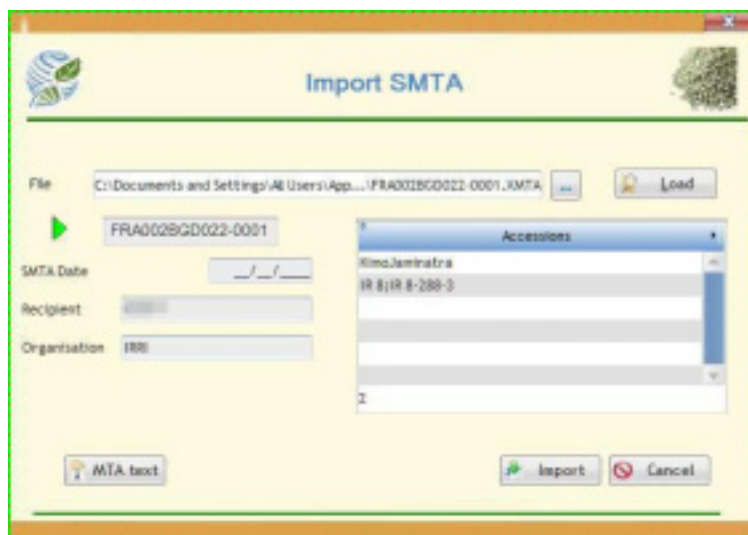 Import SMTA
File C:\Documents and Settings\All Users\App...\FRA002BGD022-0001.XMTA ... Load
FRA002BGD022-0001
Accessions
SMTA Date __/__/____
KimoJaminatra
IR 8;IR 8-288-3
Recipient
Organisation IRRI
MTA text
Import
Cancel